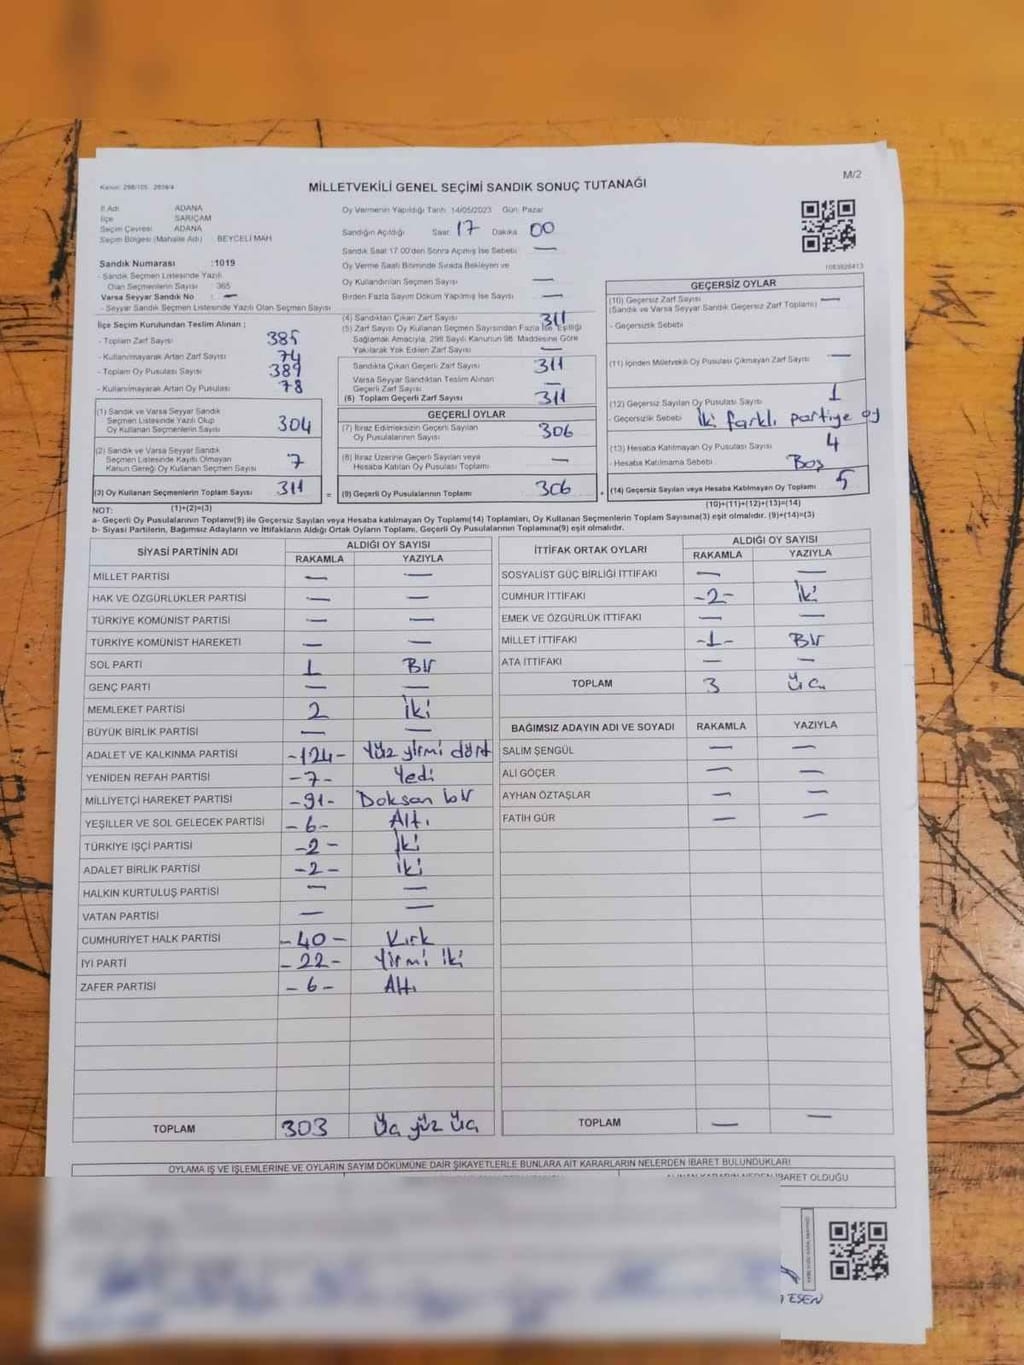 Kanun: 298/105 2839/4
MİLLETVEKİLİ GENEL SEÇİMİ SANDIK SONUÇ TUTANAĞI
M/2
İl Adı ADANA
İlçe SARIÇAM
Seçim Çevresi ADANA
Seçim Bölgesi (Mahalle Adı) : BEYCELİ MAH
Sandık Numarası :1019
- Sandık Seçmen Listesinde Yazılı
Olan Seçmenlerin Sayısı : 365
Varsa Seyyar Sandık No : —
- Seyyar Sandık Seçmen Listesinde Yazılı Olan Seçmen Sayısı
Oy Vermenin Yapıldığı Tarih 14/05/2023 Gün: Pazar
Sandığın Açıldığı Saat 17 Dakika 00
Sandık Saat 17.00'den Sonra Açılmış İse Sebebi —
Oy Verme Saati Bitiminde Sırada Bekleyen ve
Oy Kullandırılan Seçmen Sayısı —
Birden Fazla Sayım Döküm Yapılmış İse Sayısı —
İlçe Seçim Kurulundan Teslim Alınan ;
- Toplam Zarf Sayısı 385
- Kullanılmayarak Artan Zarf Sayısı 74
- Toplam Oy Pusulası Sayısı 389
- Kullanılmayarak Artan Oy Pusulası 78
(1) Sandık ve Varsa Seyyar Sandık
Seçmen Listesinde Yazılı Olup
Oy Kullanan Seçmenlerin Sayısı 304
(2) Sandık ve Varsa Seyyar Sandık
Seçmen Listesinde Kayıtlı Olmayan
Kanun Gereği Oy Kullanan Seçmen Sayısı 7
(3) Oy Kullanan Seçmenlerin Toplam Sayısı 311 =
(4) Sandıktan Çıkan Zarf Sayısı 311
(5) Zarf Sayısı Oy Kullanan Seçmen Sayısından Fazla İse, Eşitliği
Sağlamak Amacıyla, 298 Sayılı Kanunun 98. Maddesine Göre
Yakılarak Yok Edilen Zarf Sayısı —
Sandıkta Çıkan Geçerli Zarf Sayısı 311
Varsa Seyyar Sandıktan Teslim Alınan
Geçerli Zarf Sayısı —
(6) Toplam Geçerli Zarf Sayısı 311
GEÇERLİ OYLAR
(7) İtiraz Edilmeksizin Geçerli Sayılan
Oy Pusulalarının Sayısı 306
(8) İtiraz Üzerine Geçerli Sayılan veya
Hesaba Katılan Oy Pusulası Toplamı —
(9) Geçerli Oy Pusulalarının Toplamı 306 +
1083926413
GEÇERSİZ OYLAR
(10) Geçersiz Zarf Sayısı —
(Sandık ve Varsa Seyyar Sandık Geçersiz Zarf Toplamı)
- Geçersizlik Sebebi
(11) İçinden Milletvekili Oy Pusulası Çıkmayan Zarf Sayısı —
(12) Geçersiz Sayılan Oy Pusulası Sayısı 1
- Geçersizlik Sebebi İki farklı partiye oy
(13) Hesaba Katılmayan Oy Pusulası Sayısı 4
- Hesaba Katılmama Sebebi Boş
(14) Geçersiz Sayılan veya Hesaba Katılmayan Oy Toplamı 5
NOT: (1)+(2)=(3)
(10)+(11)+(12)+(13)=(14)
a- Geçerli Oy Pusulalarının Toplamı(9) ile Geçersiz Sayılan veya Hesaba katılmayan Oy Toplamı(14) Toplamları, Oy Kullanan Seçmenlerin Toplam Sayısına(3) eşit olmalıdır. (9)+(14)=(3)
b- Siyasi Partilerin, Bağımsız Adayların ve İttifakların Aldığı Ortak Oyların Toplamı, Geçerli Oy Pusulalarının Toplamına(9) eşit olmalıdır.
SİYASİ PARTİNİN ADI
ALDIĞI OY SAYISI
RAKAMLA YAZIYLA
MİLLET PARTİSİ — —
HAK VE ÖZGÜRLÜKLER PARTİSİ — —
TÜRKİYE KOMÜNİST PARTİSİ — —
TÜRKİYE KOMÜNİST HAREKETİ — —
SOL PARTİ 1 Bir
GENÇ PARTİ — —
MEMLEKET PARTİSİ 2 İki
BÜYÜK BİRLİK PARTİSİ — —
ADALET VE KALKINMA PARTİSİ -124- Yüz yirmi dört
YENİDEN REFAH PARTİSİ -7- Yedi
MİLLİYETÇİ HAREKET PARTİSİ -91- Doksan bir
YEŞİLLER VE SOL GELECEK PARTİSİ -6- Altı
TÜRKİYE İŞÇİ PARTİSİ -2- İki
ADALET BİRLİK PARTİSİ -2- İki
HALKIN KURTULUŞ PARTİSİ — —
VATAN PARTİSİ — —
CUMHURİYET HALK PARTİSİ -40- Kırk
İYİ PARTİ -22- Yirmi iki
ZAFER PARTİSİ -6- Altı
TOPLAM 303 Üç yüz üç
İTTİFAK ORTAK OYLARI
ALDIĞI OY SAYISI
RAKAMLA YAZIYLA
SOSYALİST GÜÇ BİRLİĞİ İTTİFAKI — —
CUMHUR İTTİFAKI -2- İki
EMEK VE ÖZGÜRLÜK İTTİFAKI — —
MİLLET İTTİFAKI -1- Bir
ATA İTTİFAKI — —
TOPLAM 3 Üç
BAĞIMSIZ ADAYIN ADI VE SOYADI RAKAMLA YAZIYLA
SALİM ŞENGÜL — —
ALİ GÖÇER — —
AYHAN ÖZTAŞLAR — —
FATİH GÜR — —
TOPLAM — —
OYLAMA İŞ VE İŞLEMLERİNE VE OYLARIN SAYIM DÖKÜMÜNE DAİR ŞİKAYETLERLE BUNLARA AİT KARARLARIN NELERDEN İBARET BULUNDUKLARI
İBARET OLDUĞU
ESEN